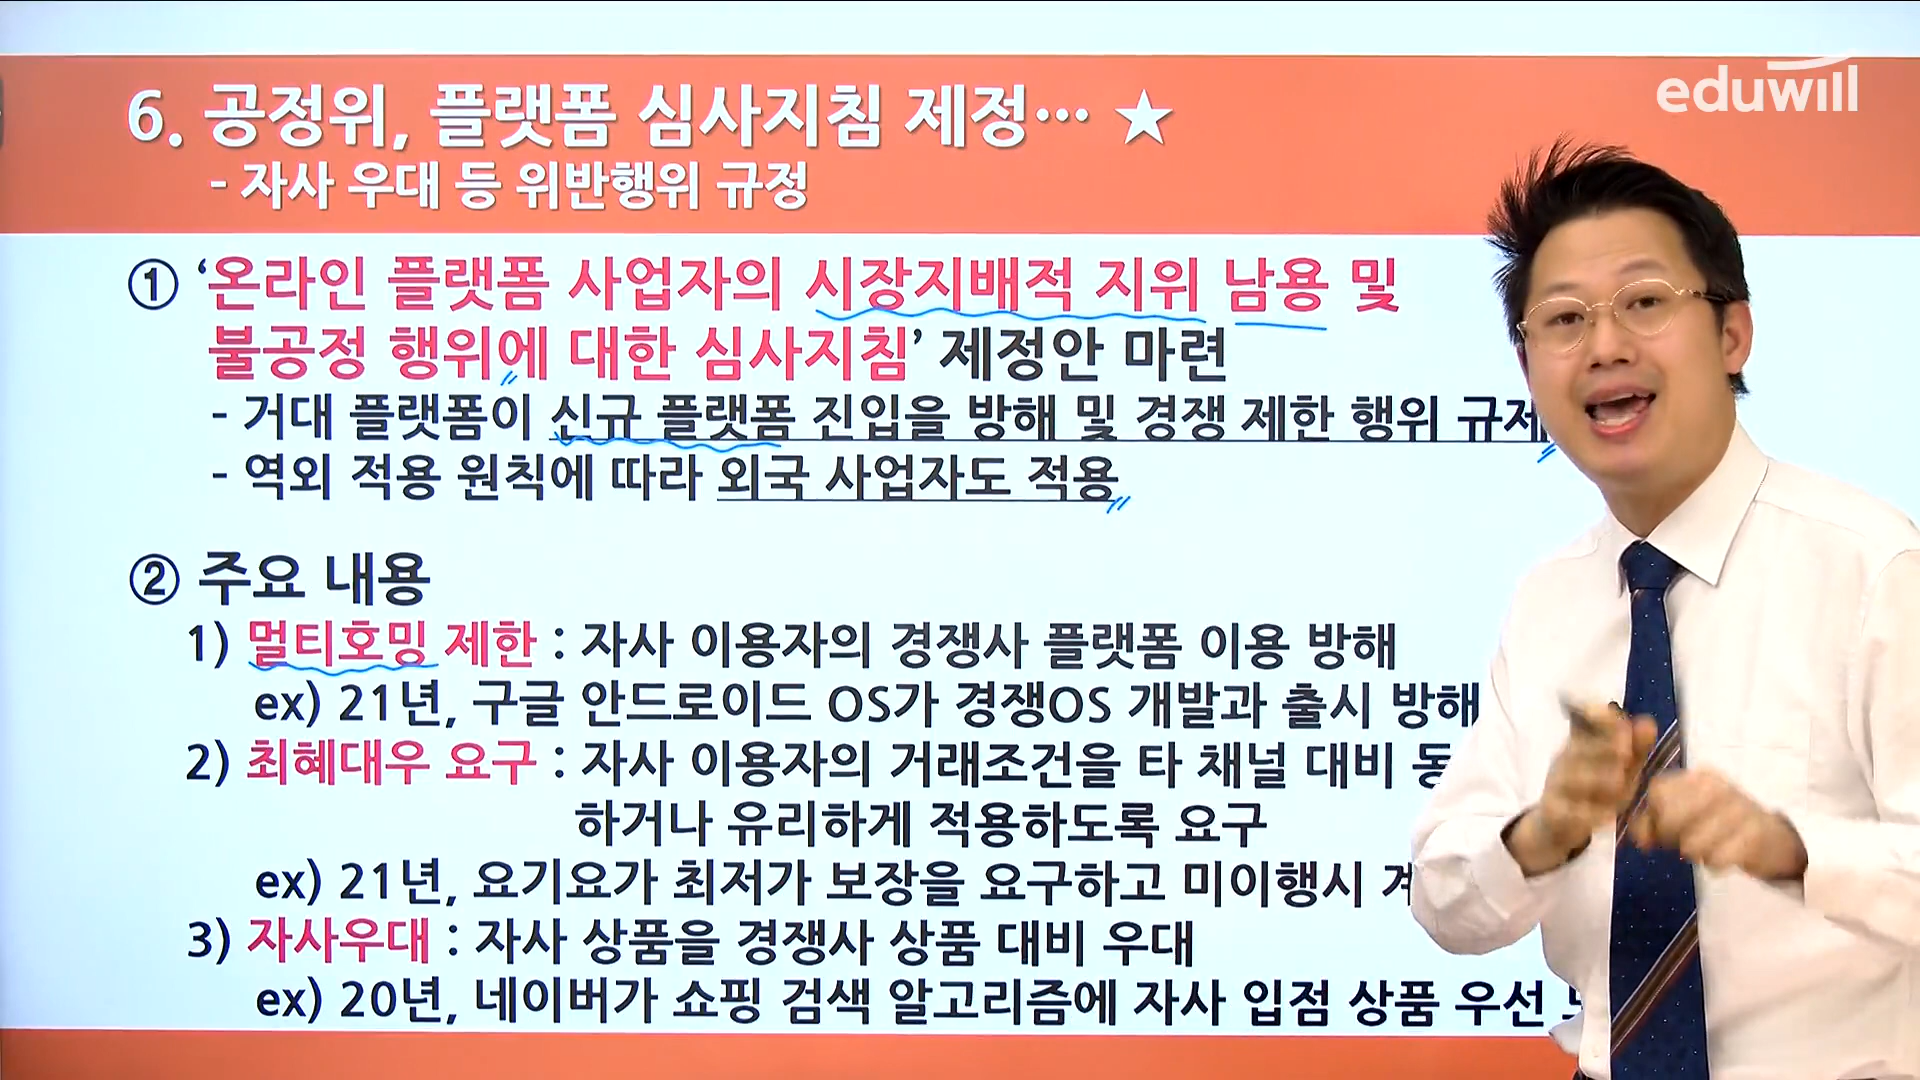 eduwill
6. 공정위, 플랫폼 심사지침 제정… ★
- 자사 우대 등 위반행위 규정
① ‘온라인 플랫폼 사업자의 시장지배적 지위 남용 및
불공정 행위에 대한 심사지침’ 제정안 마련
- 거대 플랫폼이 신규 플랫폼 진입을 방해 및 경쟁 제한 행위 규제
- 역외 적용 원칙에 따라 외국 사업자도 적용
② 주요 내용
1) 멀티호밍 제한 : 자사 이용자의 경쟁사 플랫폼 이용 방해
ex) 21년, 구글 안드로이드 OS가 경쟁OS 개발과 출시 방해
2) 최혜대우 요구 : 자사 이용자의 거래조건을 타 채널 대비
하거나 유리하게 적용하도록 요구
ex) 21년, 요기요가 최저가 보장을 요구하고 미이행시
3) 자사우대 : 자사 상품을 경쟁사 상품 대비 우대
ex) 20년, 네이버가 쇼핑 검색 알고리즘에 자사 입점 상품 우선